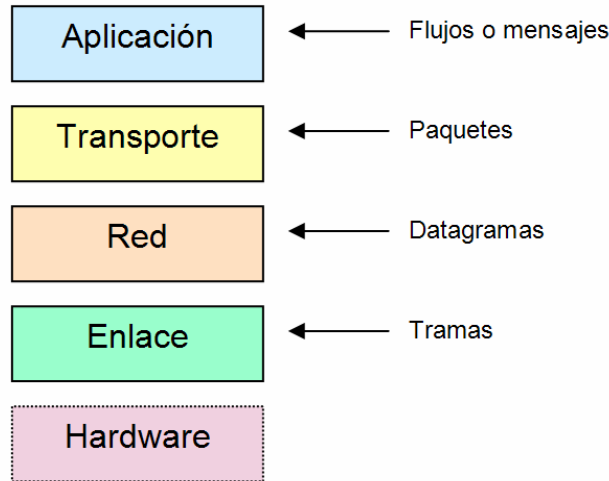 Aplicación
Flujos o mensajes
Transporte
Paquetes
Red
Datagramas
Enlace
Tramas
Hardware